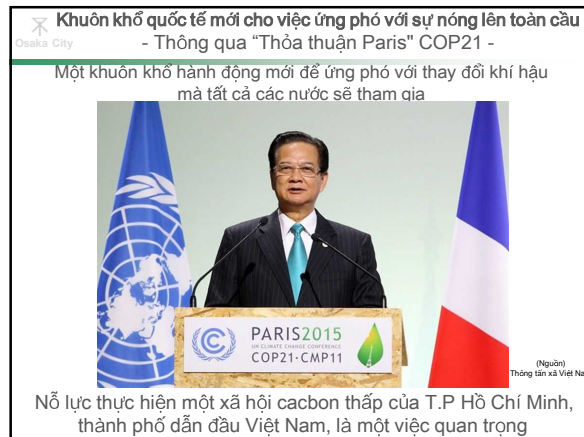 Khuôn khổ quốc tế mới cho việc ứng phó với sự nóng lên toàn cầu
Osaka City
- Thông qua “Thỏa thuận Paris" COP21 -
Một khuôn khổ hành động mới để ứng phó với thay đổi khí hậu
mà tất cả các nước sẽ tham gia
PARIS2015
UN CLIMATE CHANGE CONFERENCE
COP21·CMP11
(Nguồn)
Thông tấn xã Việt Na
Nỗ lực thực hiện một xã hội cacbon thấp của T.P Hồ Chí Minh,
thành phố dẫn đầu Việt Nam, là một việc quan trọng